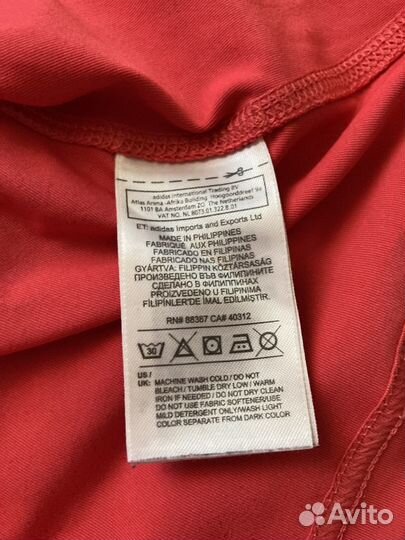 adidas International Trading BV
Atlas Arena -Afrika Building Hoogoorddreef 9a
1101 BA Amsterdam ZO The Netherlands
VAT NO. NL 8073.01.322.B.01
ET: adidas Imports and Exports Ltd
MADE IN PHILIPPINES
FABRIQUÉ AUX PHILIPPINES
FABRICADO EN FILIPINAS
FABRICADO NAS FILIPINAS
GYÁRTVA: FILIPPIN KÖZTÁRSASÁG
ПРОИЗВЕДЕНО ВЪВ ФИЛИПИНИТЕ
СДЕЛАНО В ФИЛИППИНАХ
PROIZVEDENO U FILIPINIMA
FİLİPİNLER'DE İMAL EDİLMİŞTİR
RN# 88387 CA# 40312
30
US /
UK: MACHINE WASH COLD / DO NOT
BLEACH / TUMBLE DRY LOW / WARM
IRON IF NEEDED / DO NOT DRY CLEAN
DO NOT USE FABRIC SOFTENER/USE
MILD DETERGENT ONLY/WASH LIGHT
COLOR SEPARATE FROM DARK COLOR
Avito